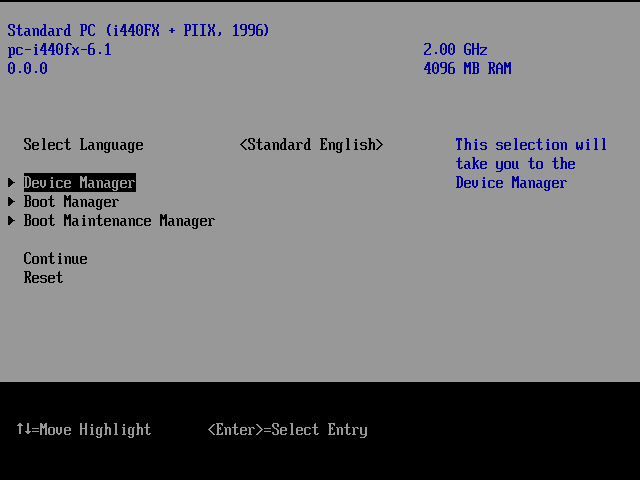 Standard PC (i440FX + PIIX, 1996)
pc-i440fx-6.1 2.00 GHz
0.0.0 4096 MB RAM
Select Language <Standard English> This selection will
take you to the
Device Manager Device Manager
Boot Manager
Boot Maintenance Manager
Continue
Reset
↑↓=Move Highlight <Enter>=Select Entry